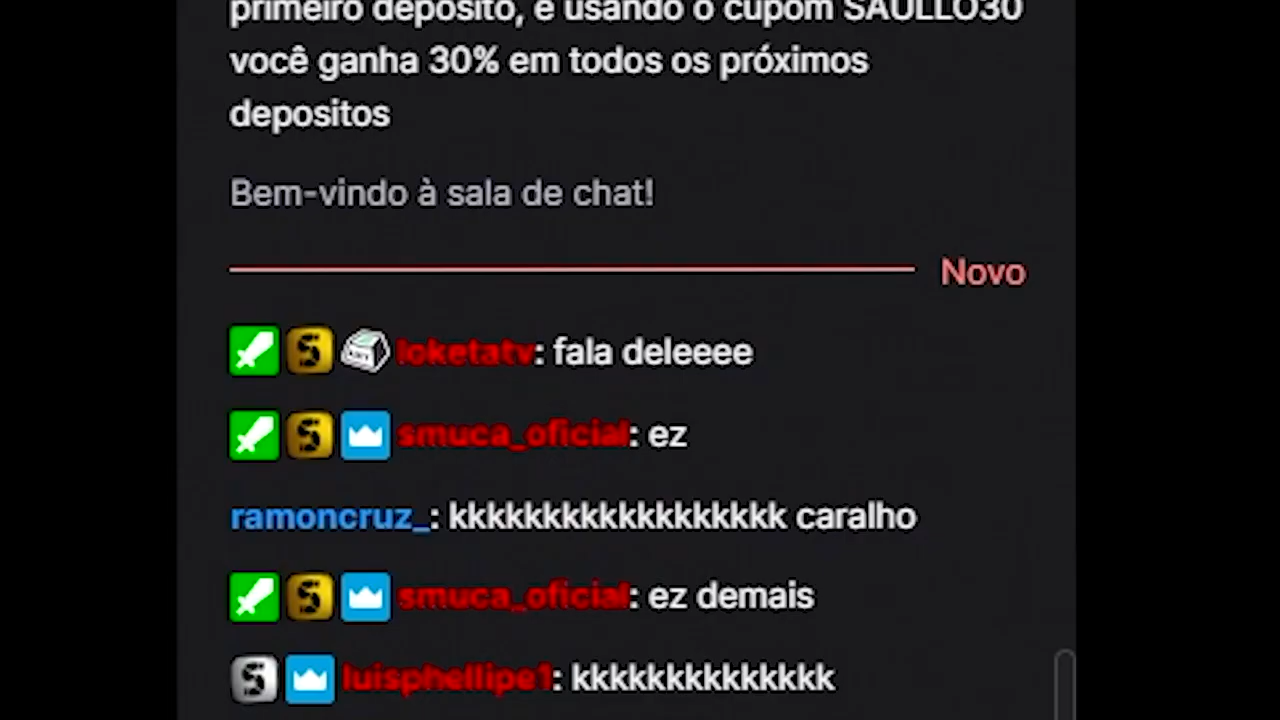 primeiro deposito, e usando o cupom SAULLO30
você ganha 30% em todos os próximos
depositos
Bem-vindo à sala de chat!
Novo
loketatv: fala deleeee
smuca_oficial: ez
ramoncruz_: kkkkkkkkkkkkkkkkkk caralho
smuca_oficial: ez demais
luisphellipe1: kkkkkkkkkkkkkk